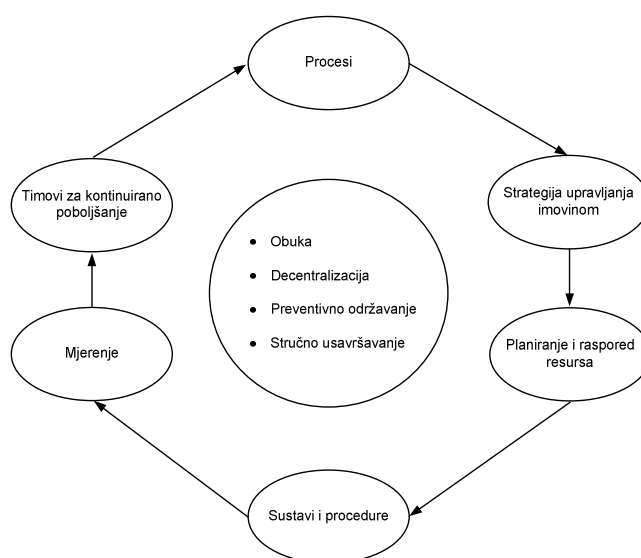 Procesi
Timovi za kontinuirano
poboljšanje
Strategija upravljanja
imovinom
• Obuka
• Decentralizacija
• Preventivno održavanje
• Stručno usavršavanje
Mjerenje
Planiranje i raspored
resursa
Sustavi i procedure